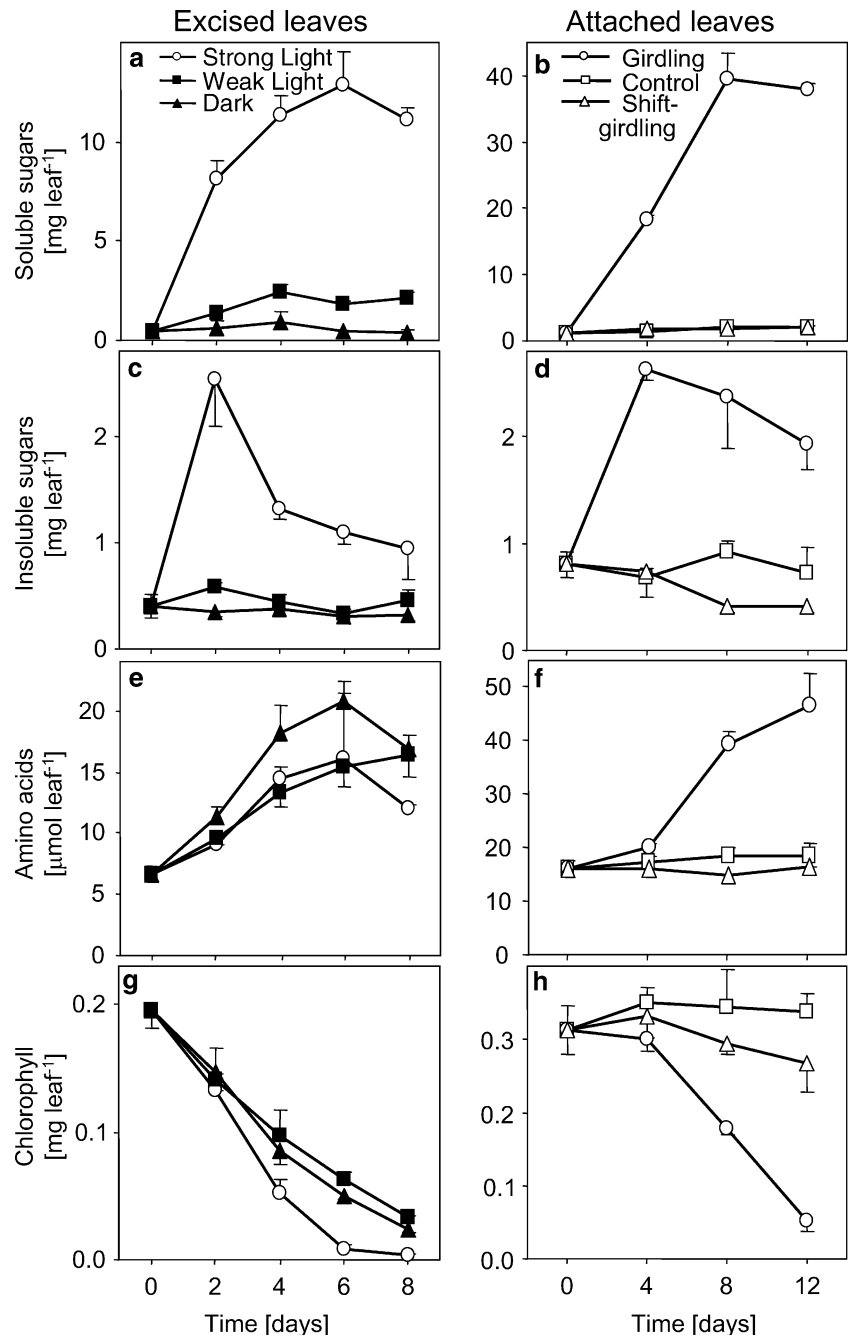 Excised leaves
Attached leaves
a
Strong Light
Weak Light
Dark
Soluble sugars
[mg leaf⁻¹]
10
5
0
b
Girdling
Control
Shift-
girdling
40
30
20
10
0
c
Insoluble sugars
[mg leaf⁻¹]
2
1
0
d
2
1
0
e
Amino acids
[µmol leaf⁻¹]
20
15
10
5
0
f
50
40
30
20
10
0
g
Chlorophyll
[mg leaf⁻¹]
0.2
0.1
0.0
0 2 4 6 8
Time [days]
h
0.3
0.2
0.1
0.0
0 4 8 12
Time [days]